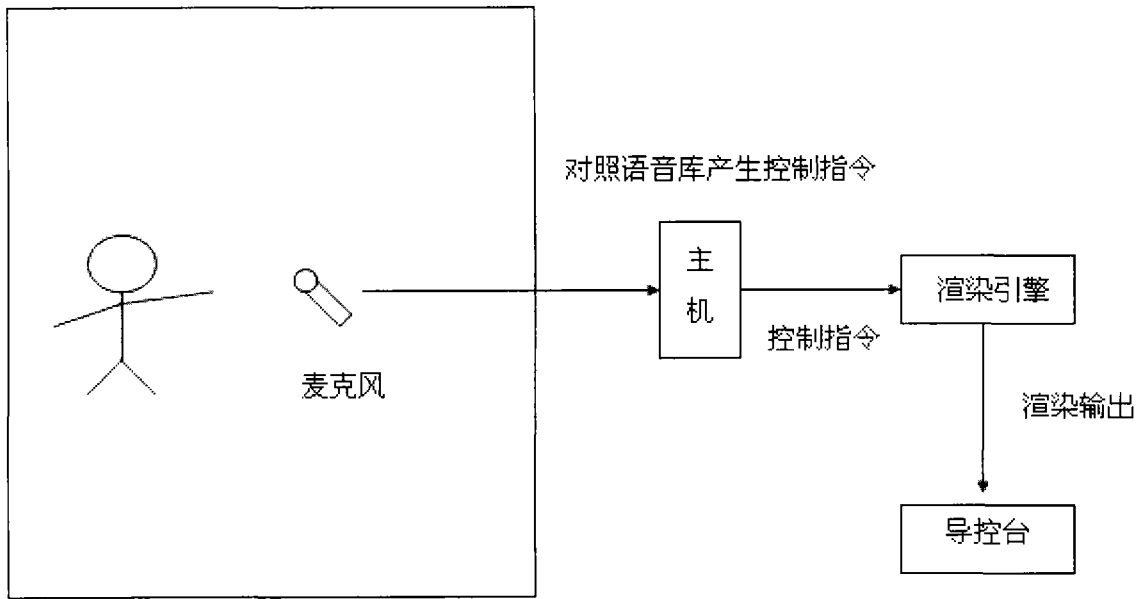 对照语音库产生控制指令
主
机
渲染引擎
控制指令
麦克风
渲染输出
导控台